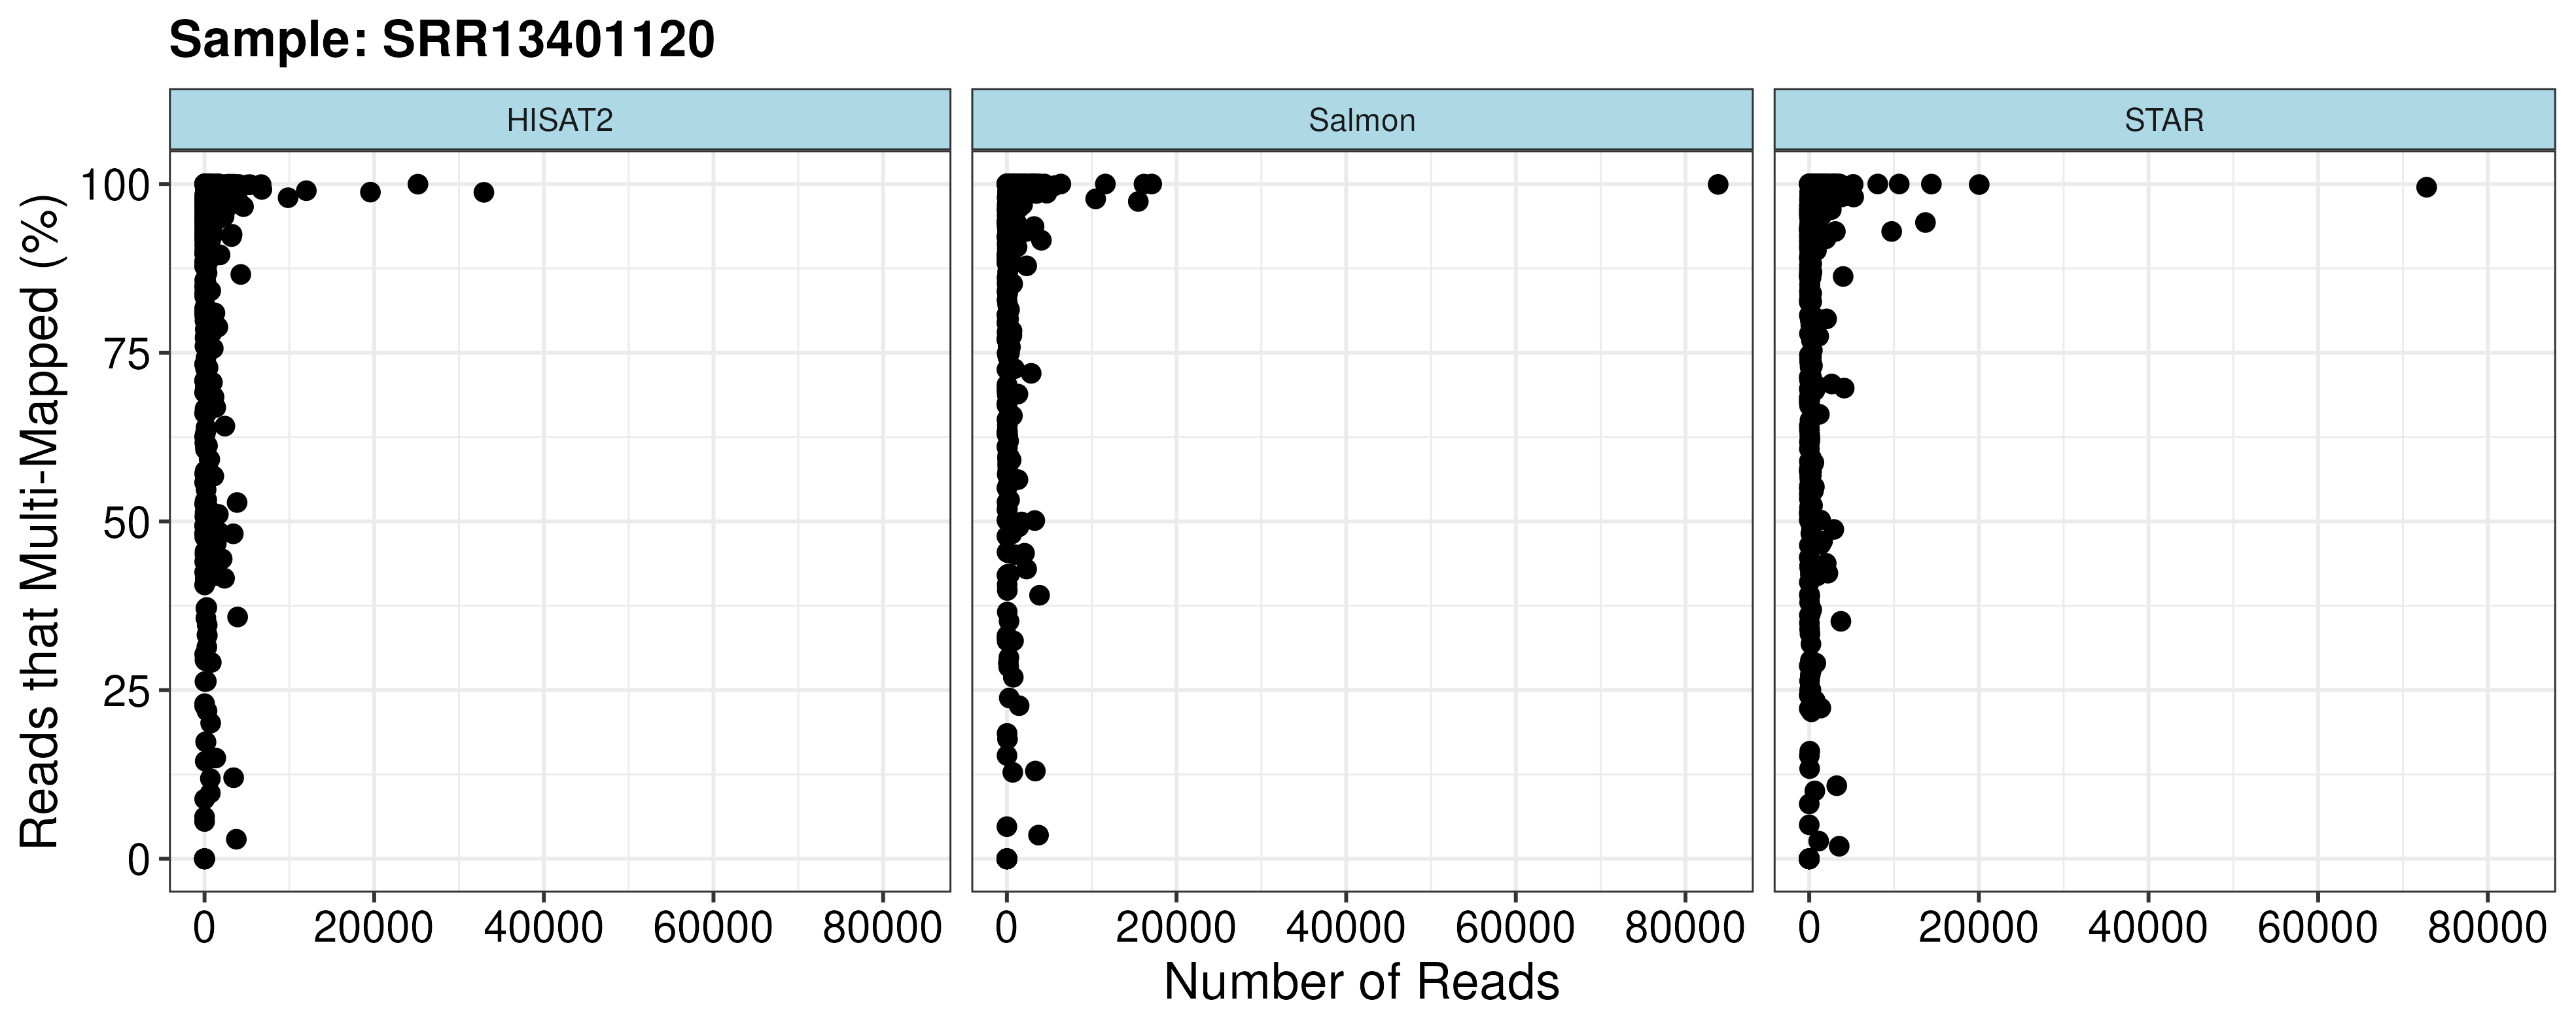 Sample: SRR13401120
HISAT2
Salmon
STAR
Reads that Multi-Mapped (%)
100
75
50
25
0
0 20000 40000 60000 80000
0 20000 40000 60000 80000
0 20000 40000 60000 80000
Number of Reads